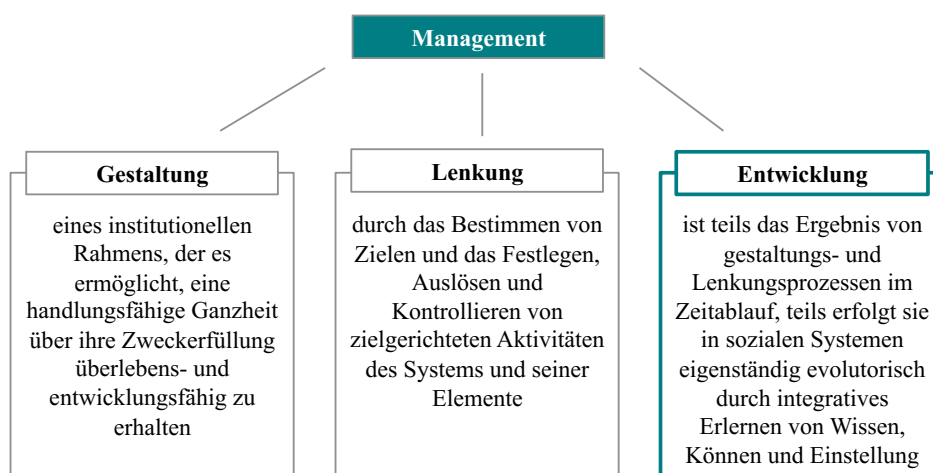 Management
Gestaltung
eines institutionellen
Rahmens, der es
ermöglicht, eine
handlungsfähige Ganzheit
über ihre Zweckerfüllung
überlebens- und
entwicklungsfähig zu
erhalten
Lenkung
durch das Bestimmen von
Zielen und das Festlegen,
Auslösen und
Kontrollieren von
zielgerichteten Aktivitäten
des Systems und seiner
Elemente
Entwicklung
ist teils das Ergebnis von
gestaltungs- und
Lenkungsprozessen im
Zeitablauf, teils erfolgt sie
in sozialen Systemen
eigenständig evolutorisch
durch integratives
Erlernen von Wissen,
Können und Einstellung